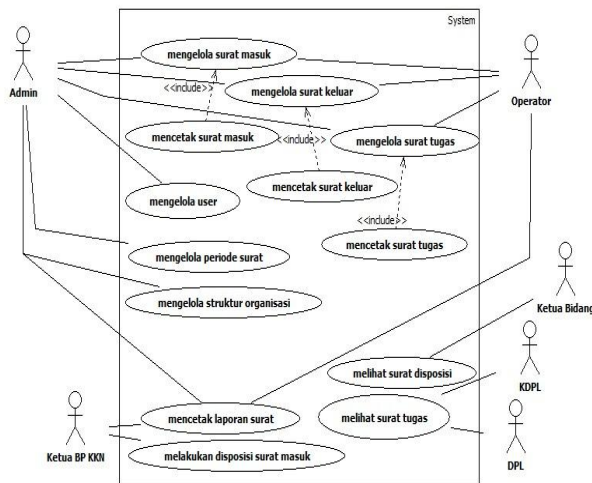 System
mengelola surat masuk
Admin
<<include>>
mengelola surat keluar
Operator
mencetak surat masuk
<<include>>
mengelola surat tugas
mencetak surat keluar
mengelola user
<<include>>
mencetak surat tugas
mengelola periode surat
mengelola struktur organisasi
Ketua Bidang
melihat surat disposisi
KDPL
mencetak laporan surat
melihat surat tugas
Ketua BP KKN
melakukan disposisi surat masuk
DPL